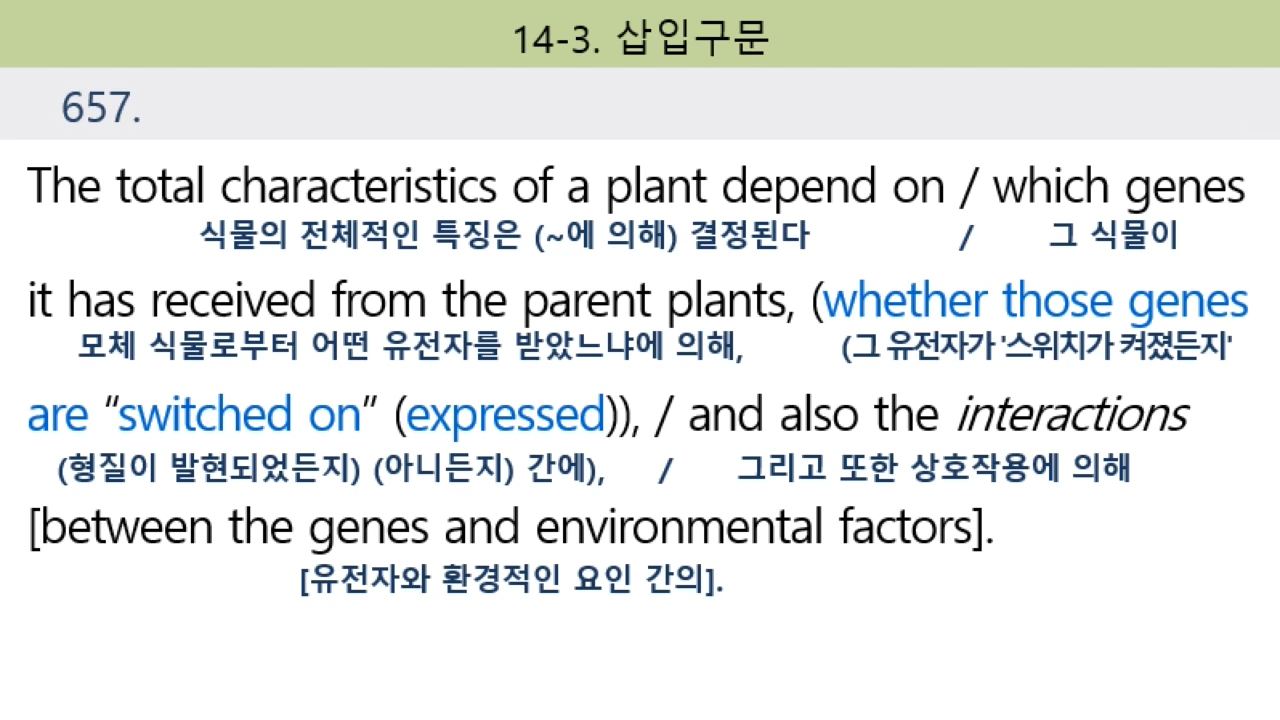 14-3. 삽입구문
657.
The total characteristics of a plant depend on / which genes
식물의 전체적인 특징은 (~에 의해) 결정된다 / 그 식물이
it has received from the parent plants, (whether those genes
모체 식물로부터 어떤 유전자를 받았느냐에 의해, (그 유전자가 '스위치가 켜졌든지'
are “switched on” (expressed)), / and also the interactions
(형질이 발현되었든지) (아니든지) 간에), / 그리고 또한 상호작용에 의해
[between the genes and environmental factors].
[유전자와 환경적인 요인 간의].